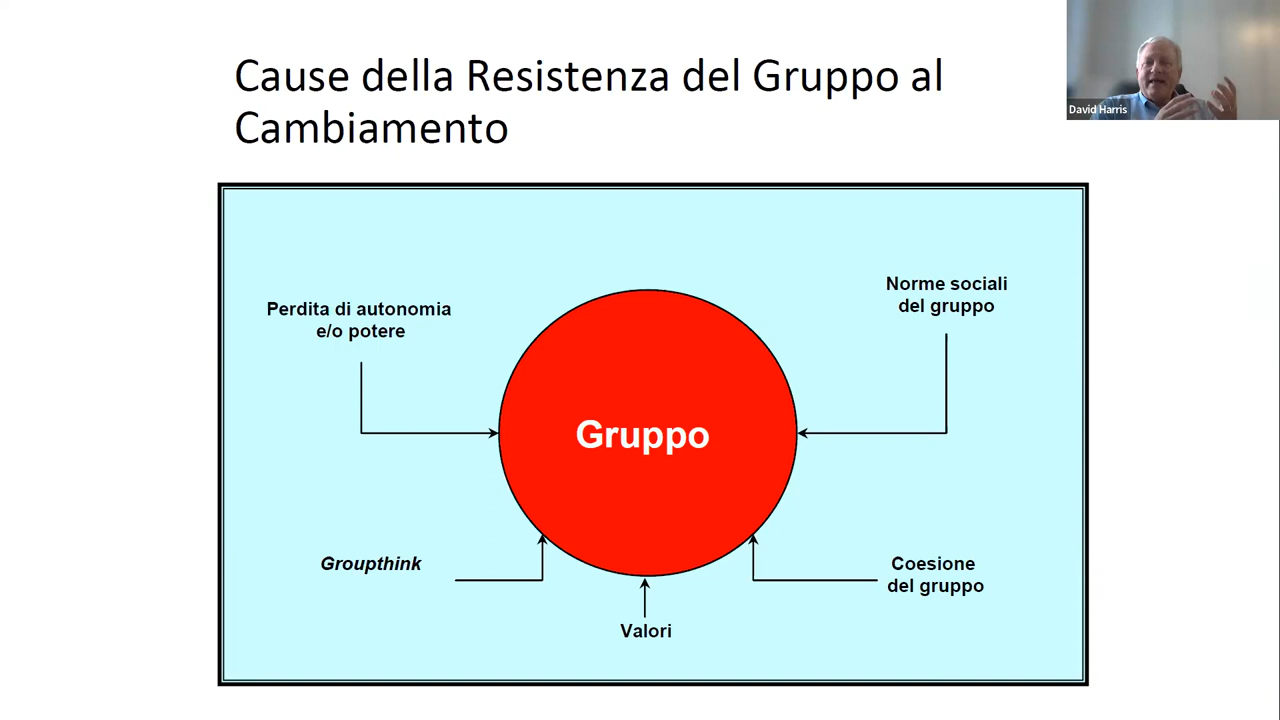 Cause della Resistenza del Gruppo al
Cambiamento
David Harris
Perdita di autonomia
e/o potere
Norme sociali
del gruppo
Gruppo
Groupthink
Coesione
del gruppo
Valori